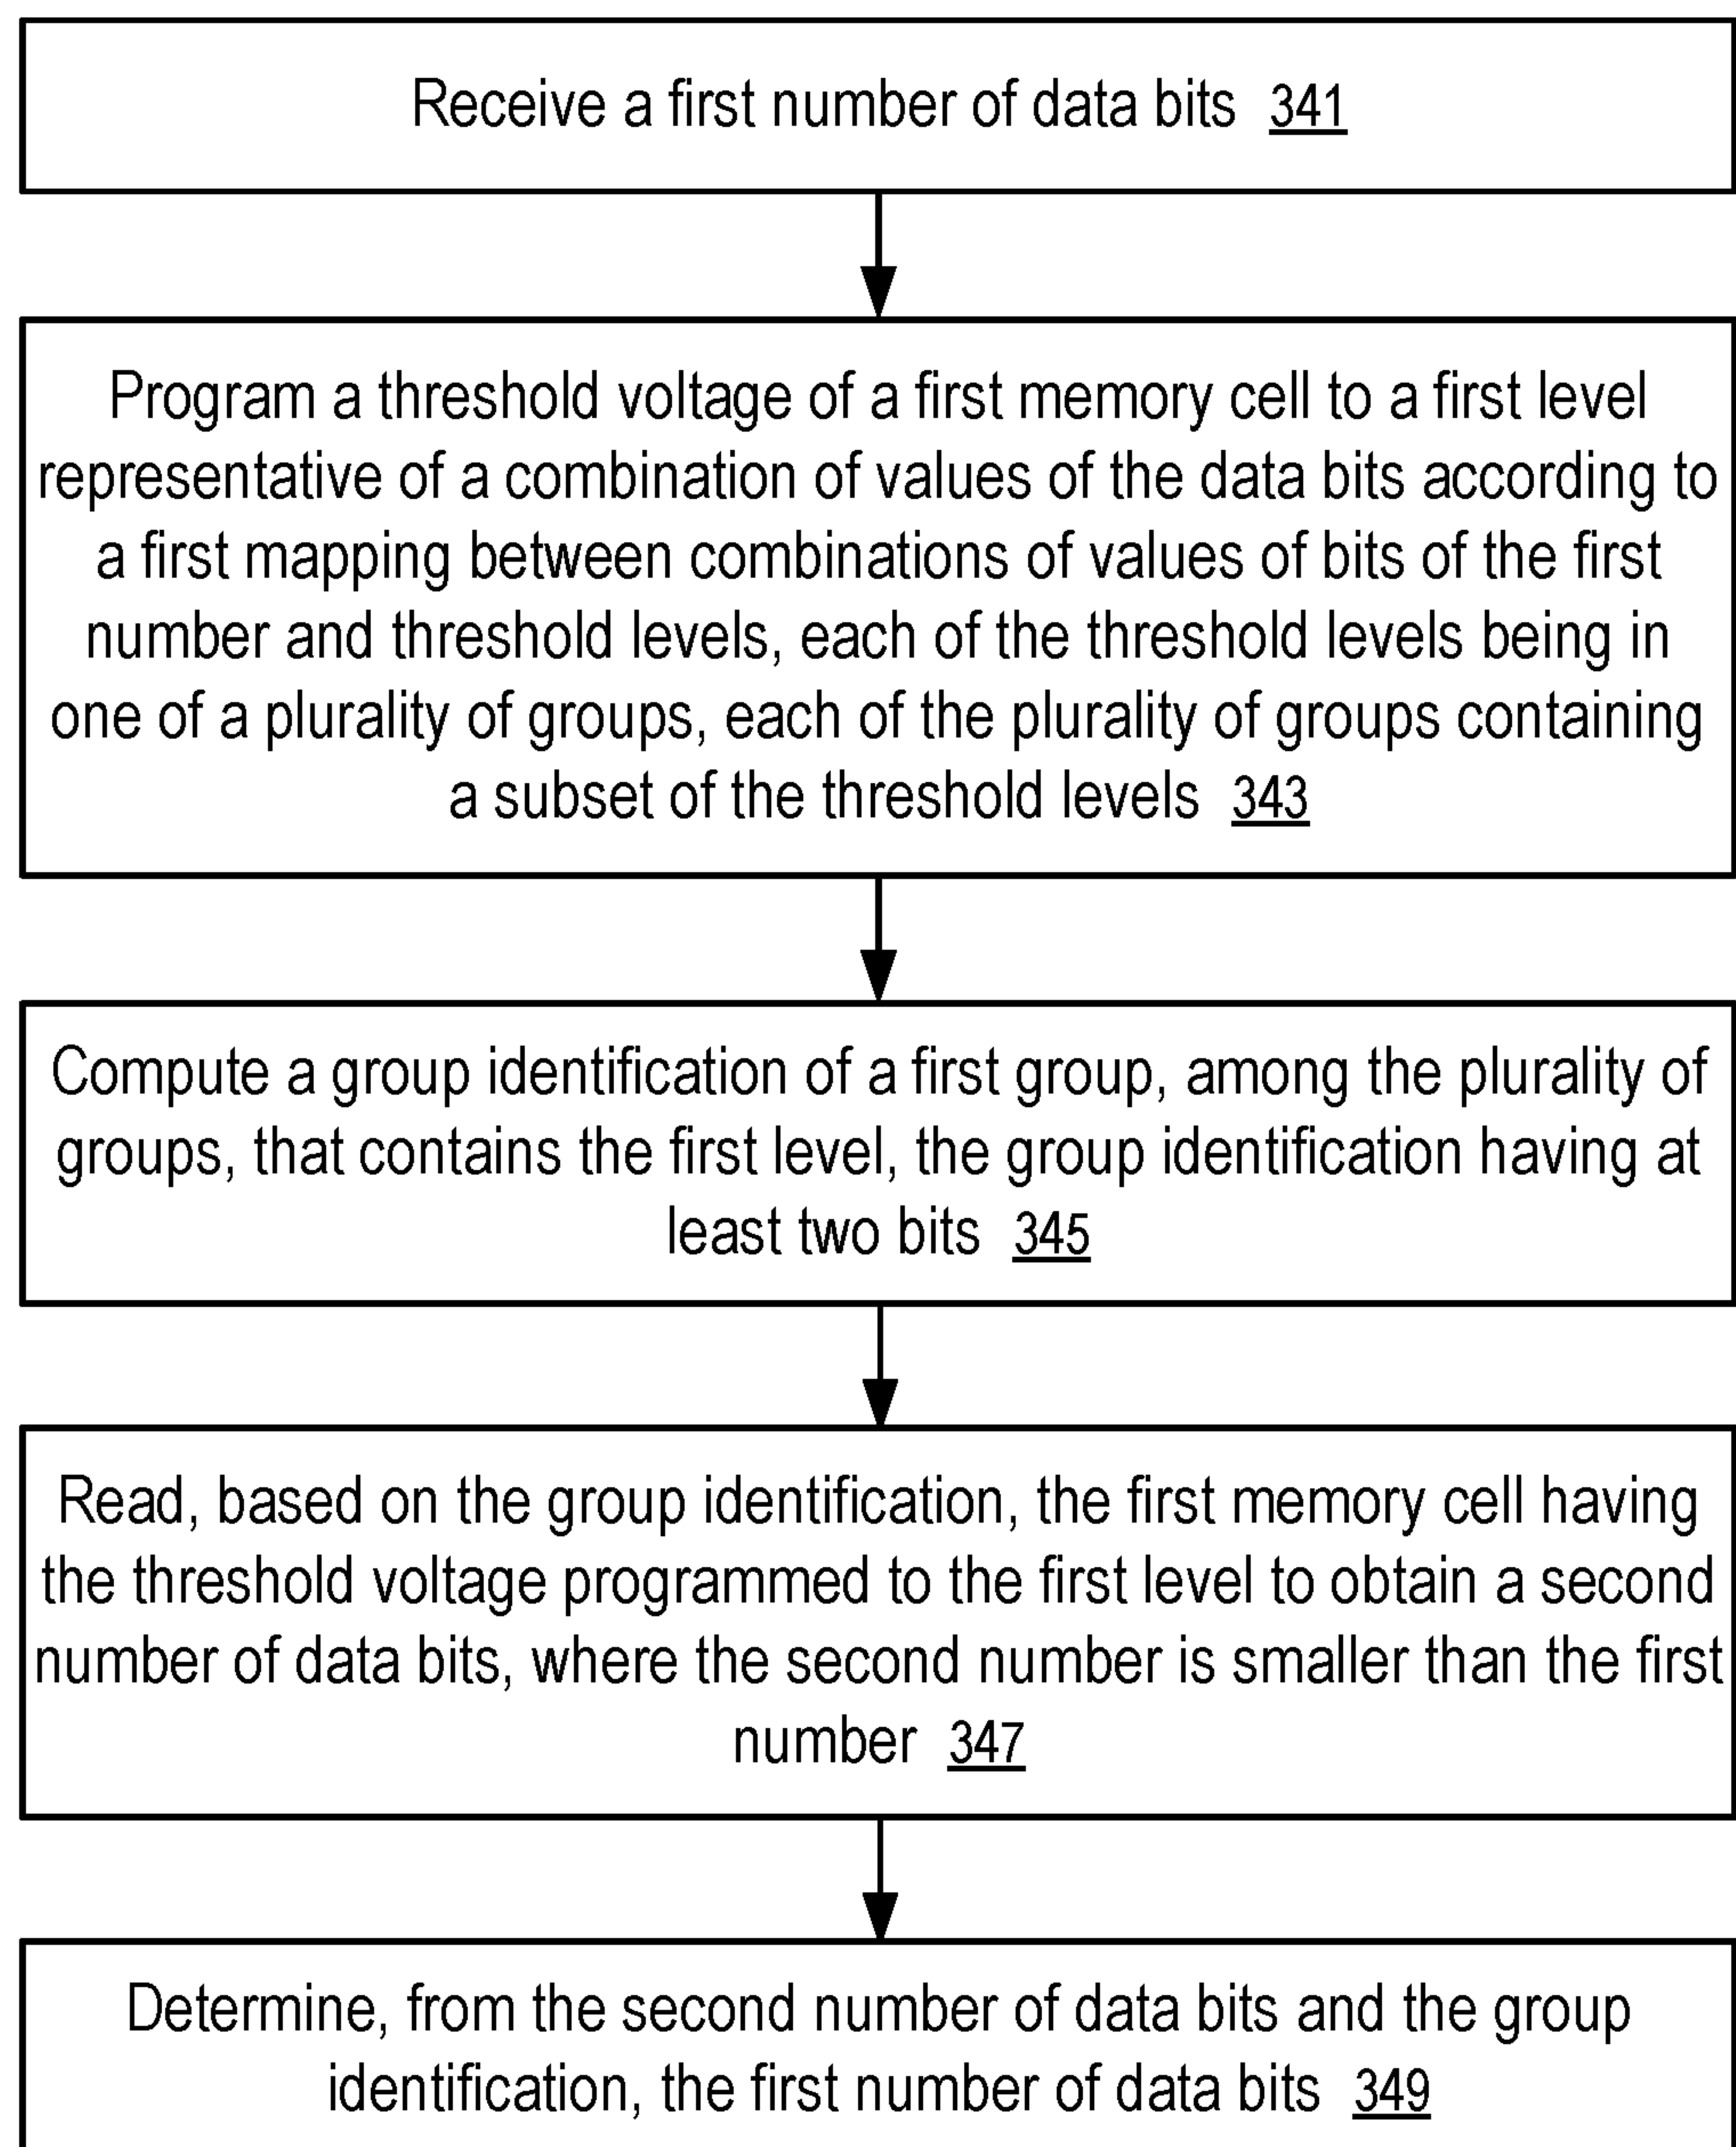 Receive a first number of data bits 341
Program a threshold voltage of a first memory cell to a first level
representative of a combination of values of the data bits according to
a first mapping between combinations of values of bits of the first
number and threshold levels, each of the threshold levels being in
one of a plurality of groups, each of the plurality of groups containing
a subset of the threshold levels 343
Compute a group identification of a first group, among the plurality of
groups, that contains the first level, the group identification having at
least two bits 345
Read, based on the group identification, the first memory cell having
the threshold voltage programmed to the first level to obtain a second
number of data bits, where the second number is smaller than the first
number 347
Determine, from the second number of data bits and the group
identification, the first number of data bits 349